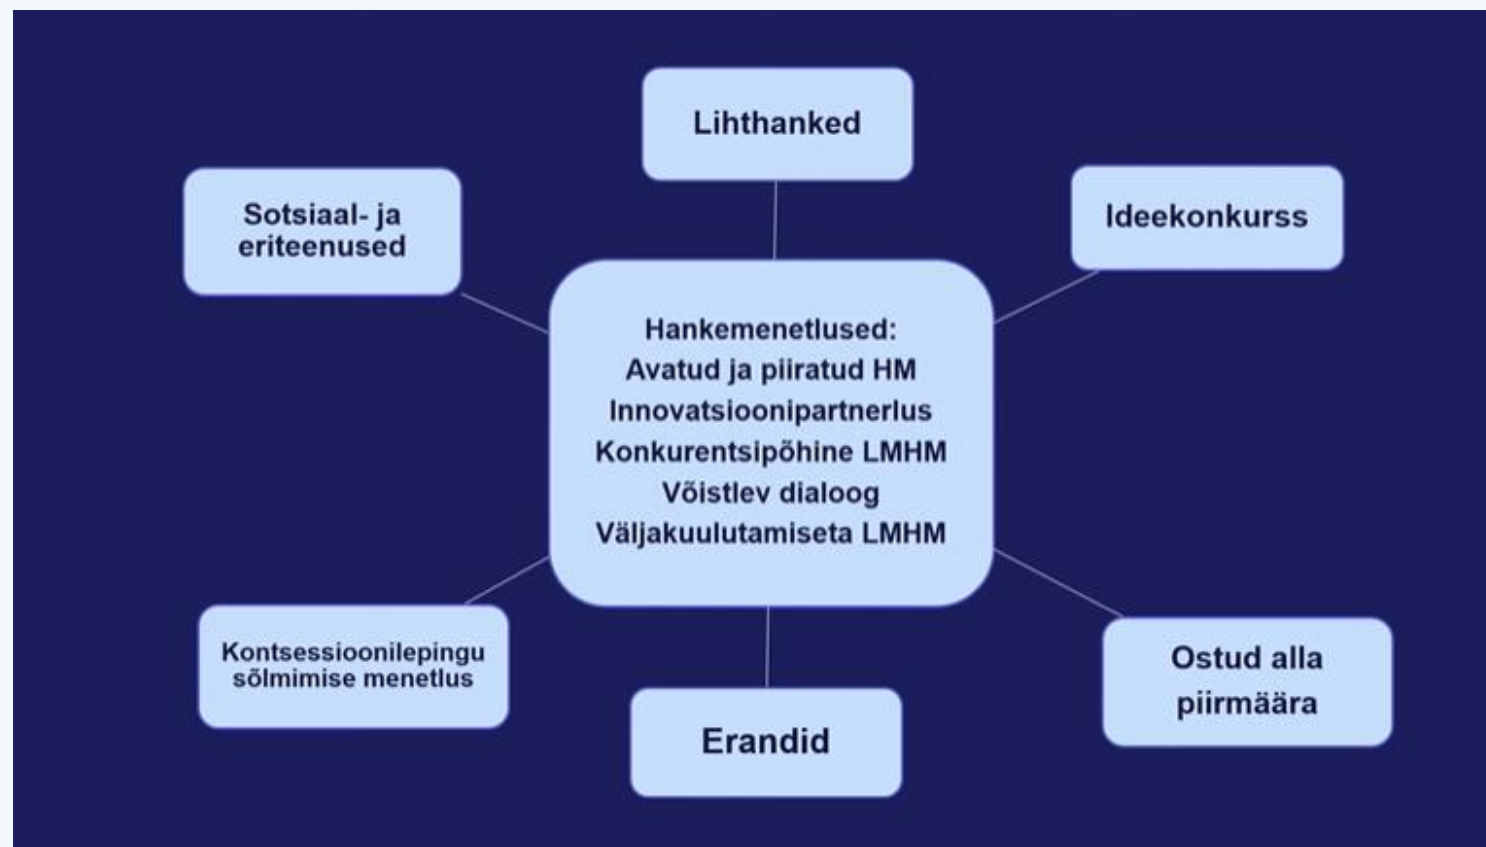 Lihthanked
Sotsiaal- ja
eriteenused
Ideekonkurss
Hankemenetlused:
Avatud ja piiratud HM
Innovatsioonipartnerlus
Konkurentsipõhine LMHM
Võistlev dialoog
Väljakuulutamiseta LMHM
Kontsessioonilepingu
sõlmimise menetlus
Erandid
Ostud alla
piirmäära